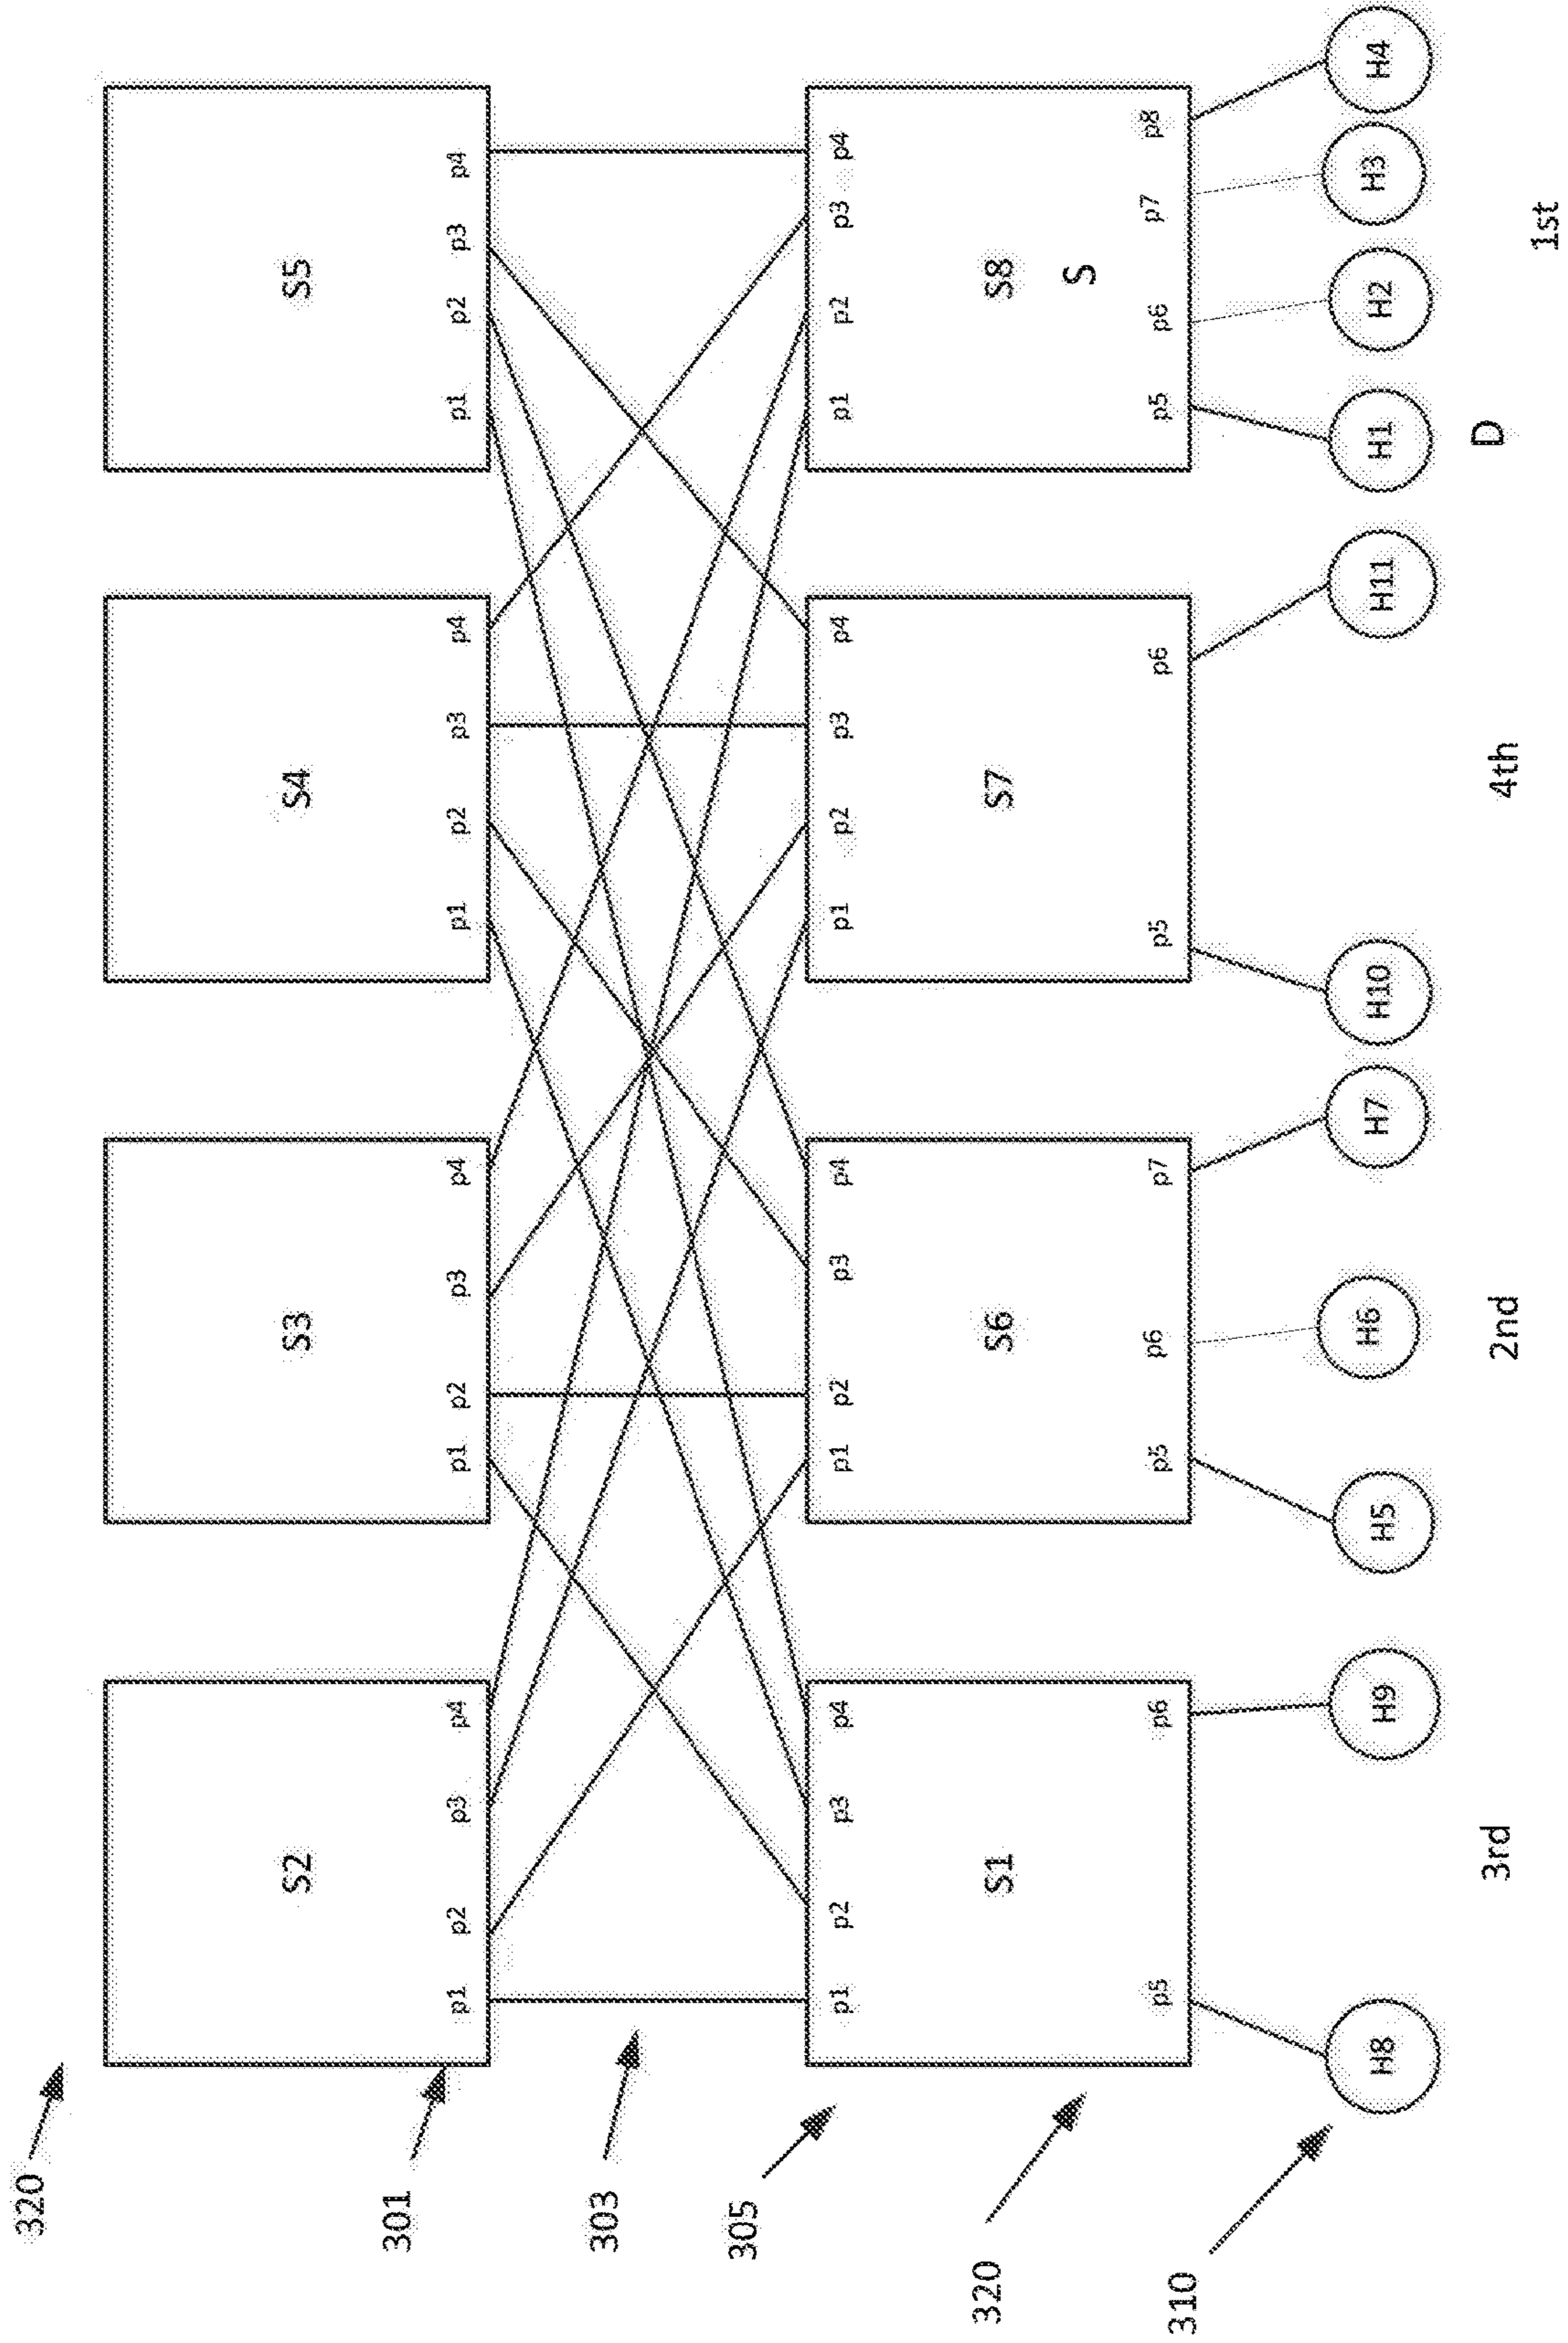 320
301
303
305
320
310
S2
S3
S4
S5
p1 p2 p3 p4
p1 p2 p3 p4
p1 p2 p3 p4
p1 p2 p3 p4
p1 p2 p3 p4
p1 p2 p3 p4
p1 p2 p3 p4
p1 p2 p3 p4
S1
S6
S7
S8
S
p5 p6
p5 p6 p7
p5 p6
p5 p6 p7 p8
H8
H9
H5
H6
H7
H10
H11
H1
H2
H3
H4
D
3rd
2nd
4th
1st